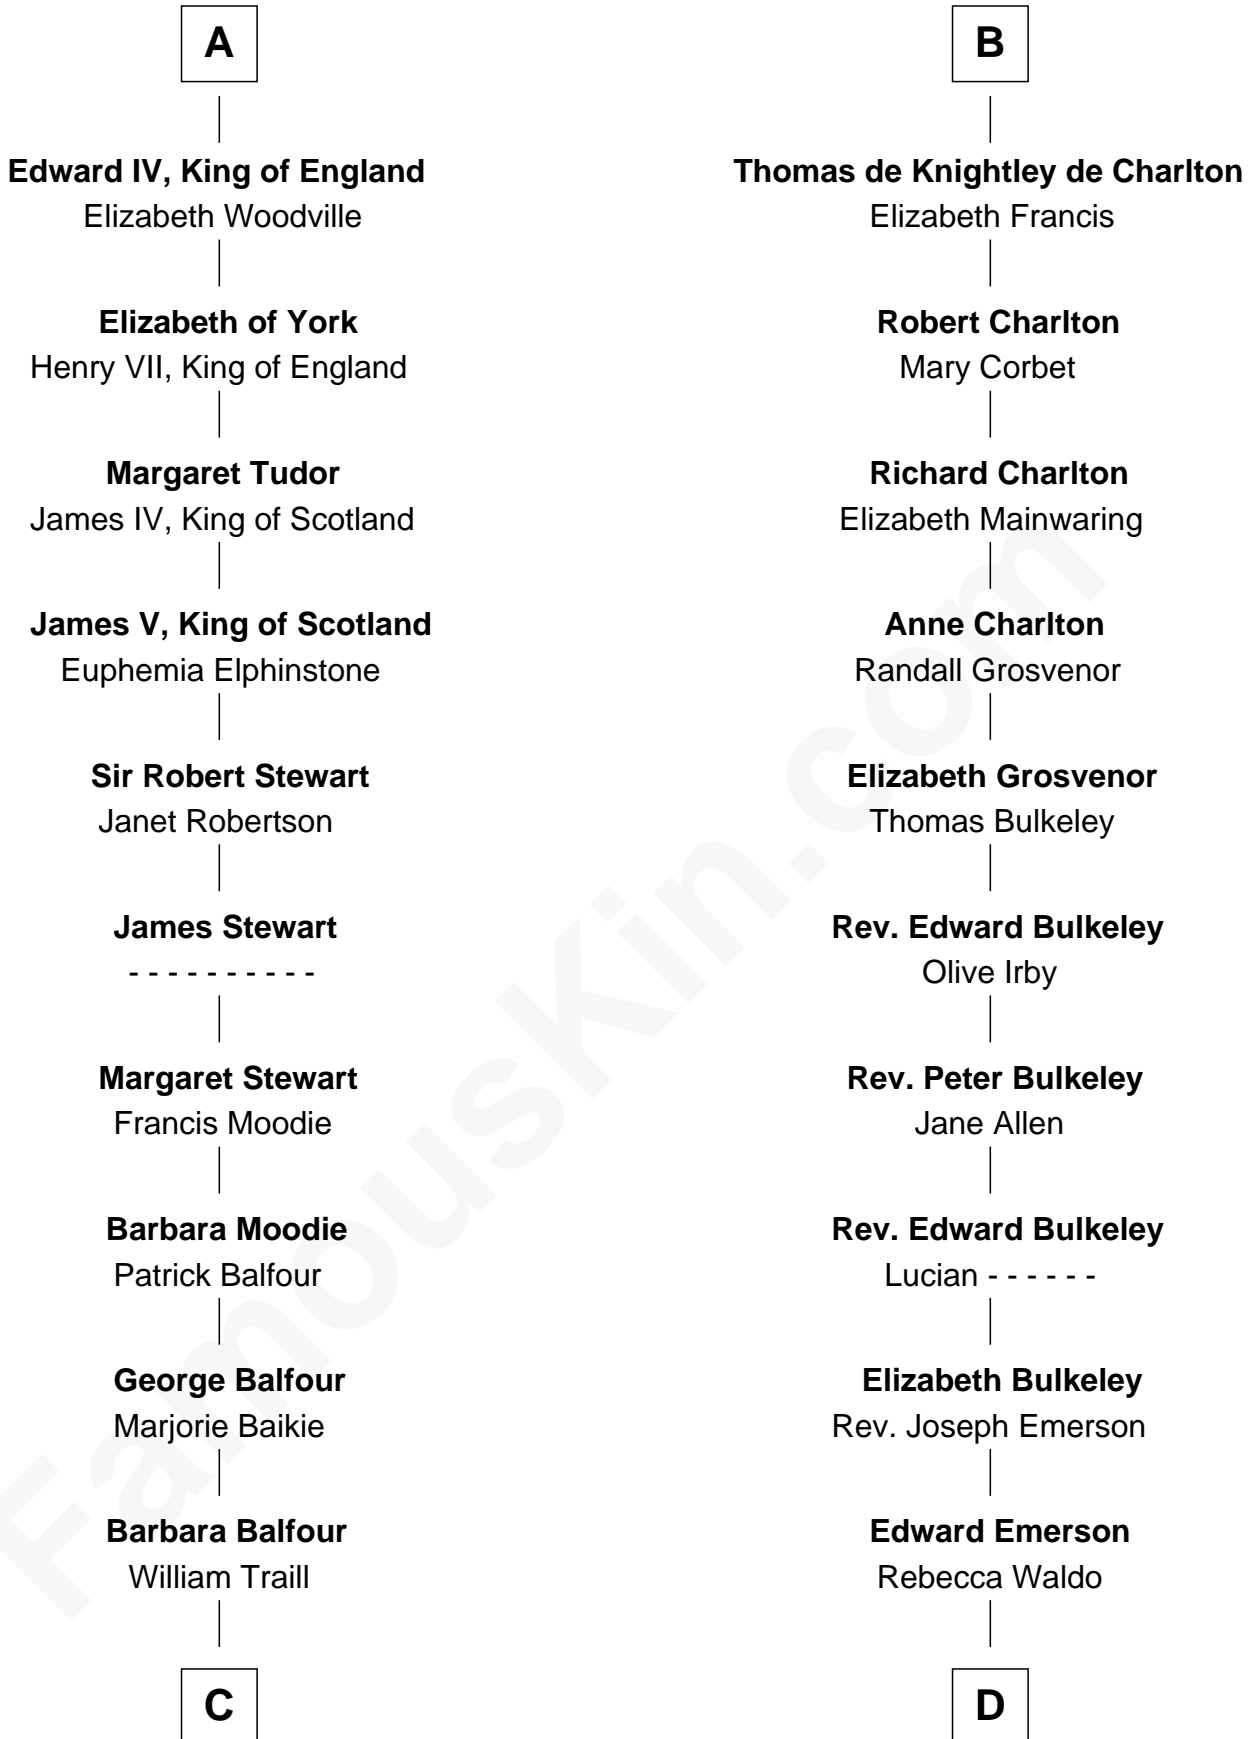 A
Edward IV, King of England
Elizabeth Woodville
Elizabeth of York
Henry VII, King of England
Margaret Tudor
James IV, King of Scotland
James V, King of Scotland
Euphemia Elphinstone
Sir Robert Stewart
Janet Robertson
James Stewart
- - - - - - - - - -
Margaret Stewart
Francis Moodie
Barbara Moodie
Patrick Balfour
George Balfour
Marjorie Baikie
Barbara Balfour
William Traill
C
B
Thomas de Knightley de Charlton
Elizabeth Francis
Robert Charlton
Mary Corbet
Richard Charlton
Elizabeth Mainwaring
Anne Charlton
Randall Grosvenor
Elizabeth Grosvenor
Thomas Bulkeley
Rev. Edward Bulkeley
Olive Irby
Rev. Peter Bulkeley
Jane Allen
Rev. Edward Bulkeley
Lucian - - - - - -
Elizabeth Bulkeley
Rev. Joseph Emerson
Edward Emerson
Rebecca Waldo
D
FamousKin.com